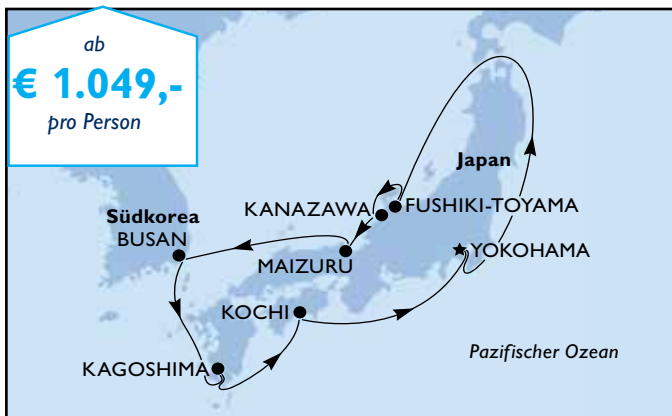 ab
€ 1.049,-
pro Person
Japan
KANAZAWA
FUSHIKI-TOYAMA
Südkorea
BUSAN
MAIZURU
YOKOHAMA
KOCHI
Pazifischer Ozean
KAGOSHIMA